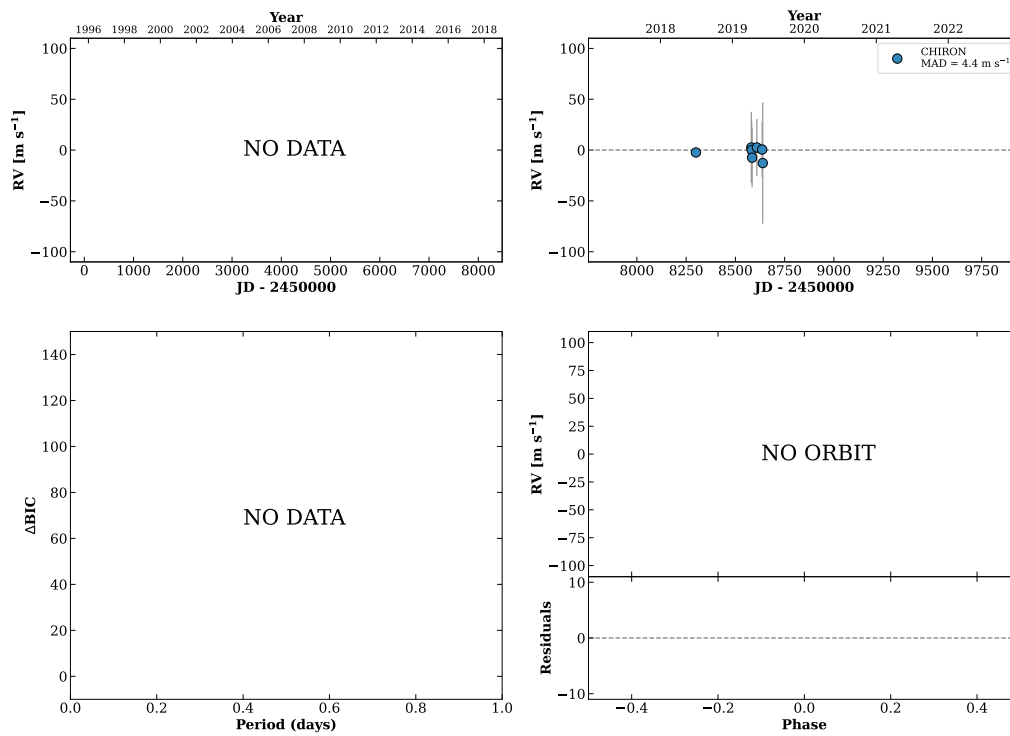 Year
1996 1998 2000 2002 2004 2006 2008 2010 2012 2014 2016 2018
100
50
0
−50
−100
RV [m s⁻¹]
NO DATA
0 1000 2000 3000 4000 5000 6000 7000 8000
JD - 2450000
Year
2018 2019 2020 2021 2022
100
50
0
−50
−100
RV [m s⁻¹]
CHIRON
MAD = 4.4 m s⁻¹
8000 8250 8500 8750 9000 9250 9500 9750
JD - 2450000
140
120
100
80
60
40
20
0
ΔBIC
NO DATA
0.0 0.2 0.4 0.6 0.8 1.0
Period (days)
100
75
50
25
0
−25
−50
−75
−100
RV [m s⁻¹]
NO ORBIT
10
0
−10
Residuals
−0.4 −0.2 0.0 0.2 0.4
Phase